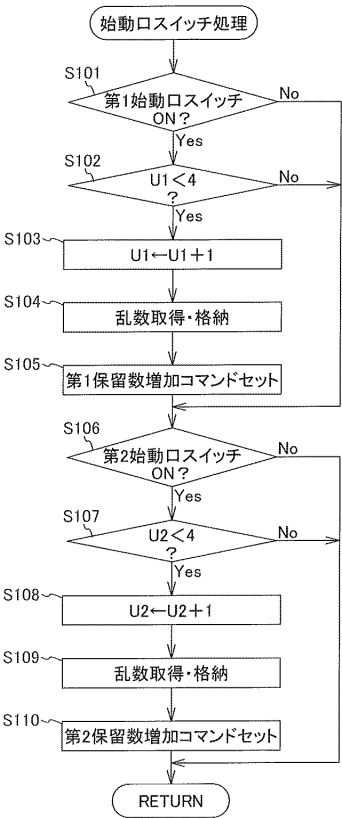 始動口スイッチ処理
S101
第1始動口スイッチ
ON?
No
Yes
S102
U1<4
?
No
Yes
S103
U1←U1+1
S104
乱数取得・格納
S105
第1保留数増加コマンドセット
S106
第2始動口スイッチ
ON?
No
Yes
S107
U2<4
?
No
Yes
S108
U2←U2+1
S109
乱数取得・格納
S110
第2保留数増加コマンドセット
RETURN